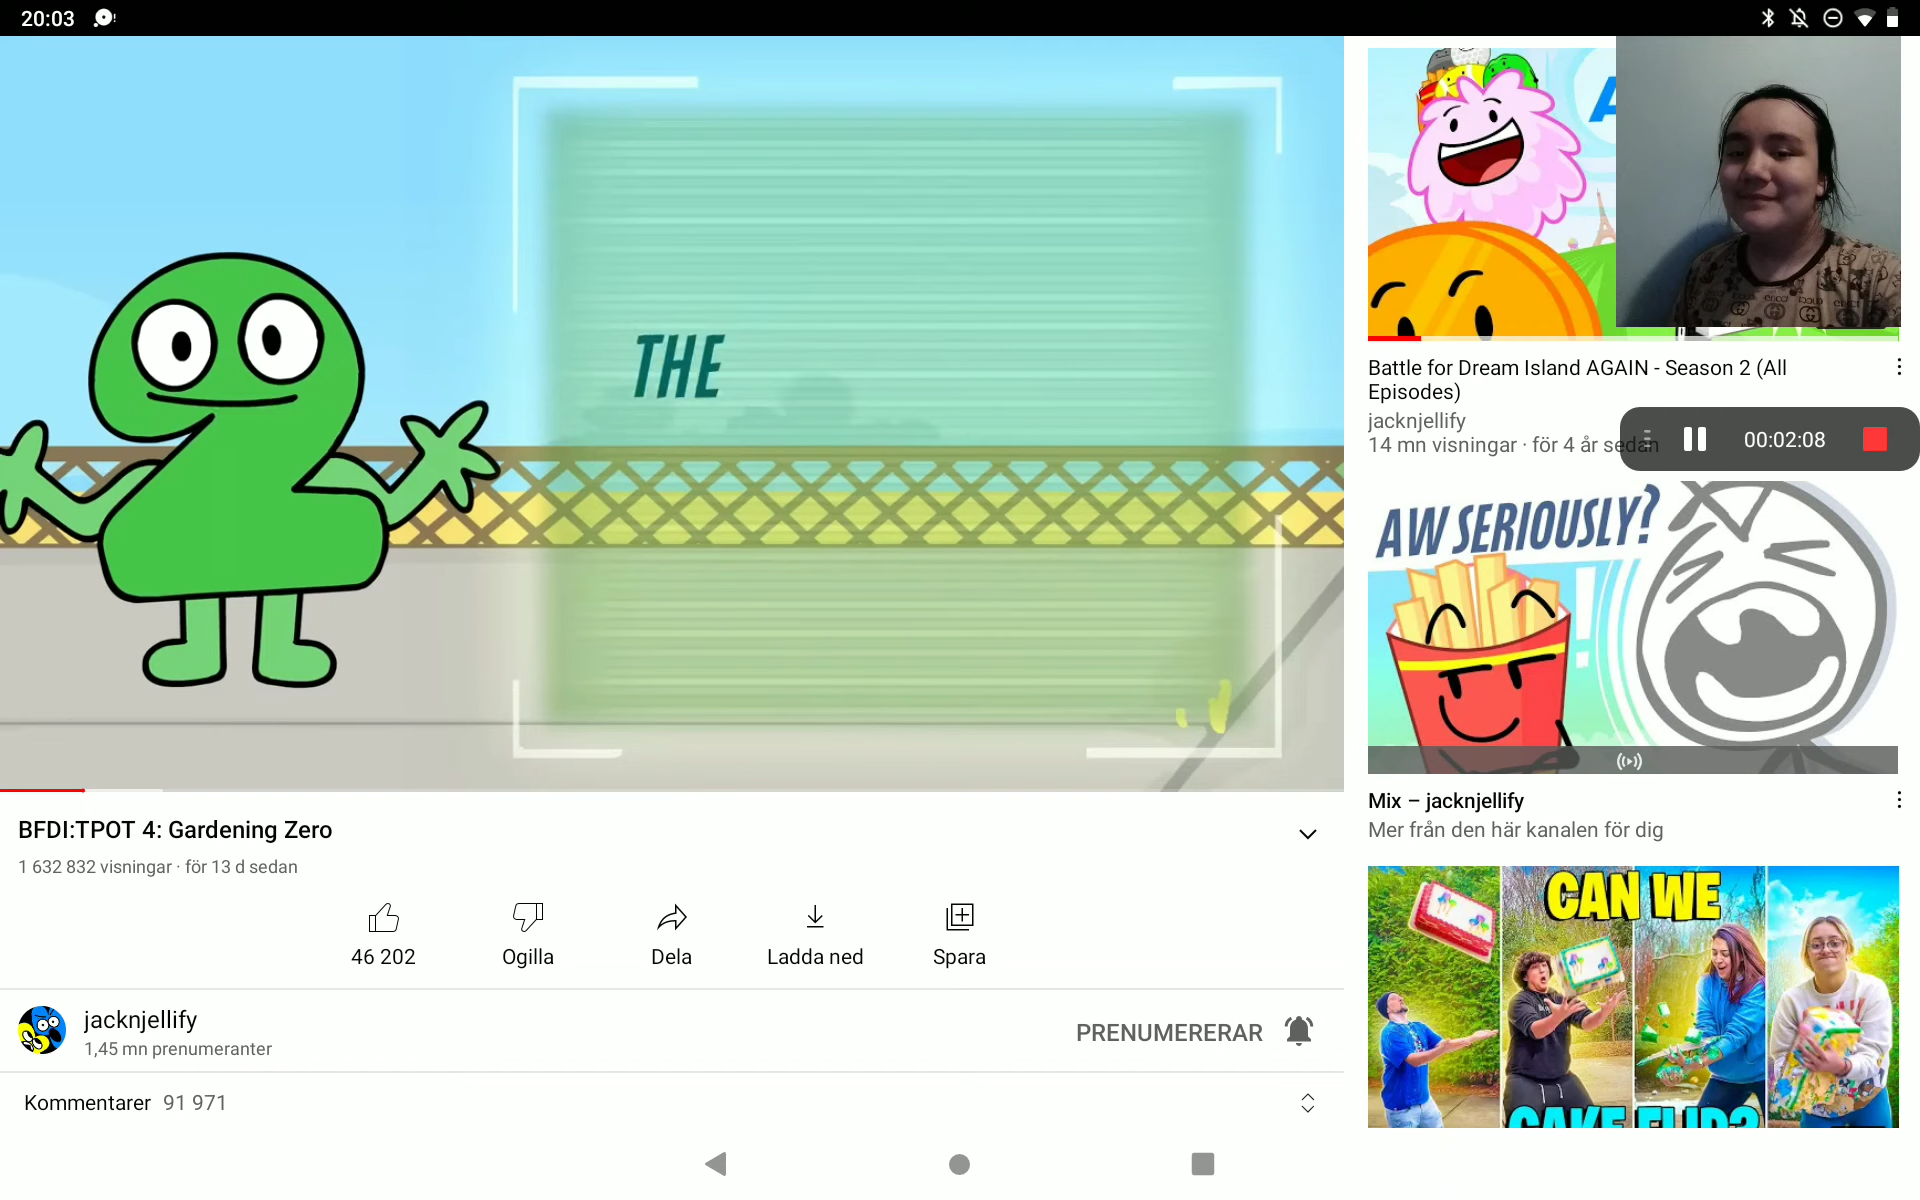 20:03
THE
BFDI:TPOT 4: Gardening Zero
1 632 832 visningar · för 13 d sedan
46 202
Ogilla
Dela
Ladda ned
Spara
jacknjellify
1,45 mn prenumeranter
PRENUMERERAR
Kommentarer 91 971
A
Battle for Dream Island AGAIN - Season 2 (All
Episodes)
jacknjellify
14 mn visningar · för 4 år sedan
00:02:08
AW SERIOUSLY?
Mix – jacknjellify
Mer från den här kanalen för dig
CAN WE
CAKE FLIP?